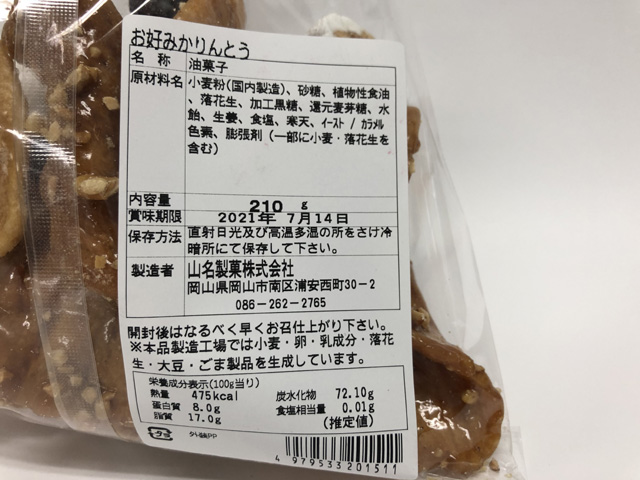 お好みかりんとう
名 称 油菓子
原材料名 小麦粉(国内製造)、砂糖、植物性食油
、落花生、加工黒糖、還元麦芽糖、水
飴、生姜、食塩、寒天、イースト / カラメル
色素、膨張剤 (一部に小麦・落花生を
含む)
内容量 210 g
賞味期限 2021年 7月14日
保存方法 直射日光及び高温多湿の所をさけ冷
暗所にて保存して下さい。
製造者 山名製菓株式会社
岡山県岡山市南区浦安西町30-2
086-262-2765
開封後はなるべく早くお召仕上がり下さい。
※本品製造工場では小麦・卵・乳成分・落花
生・大豆・ごま製品を生成しています。
栄養成分表示(100g当り)
熱量 475kcal 炭水化物 72.10g
蛋白質 8.0g 食塩相当量 0.01g
脂質 17.0g (推定値)
プラ 外装PP
4979533201511